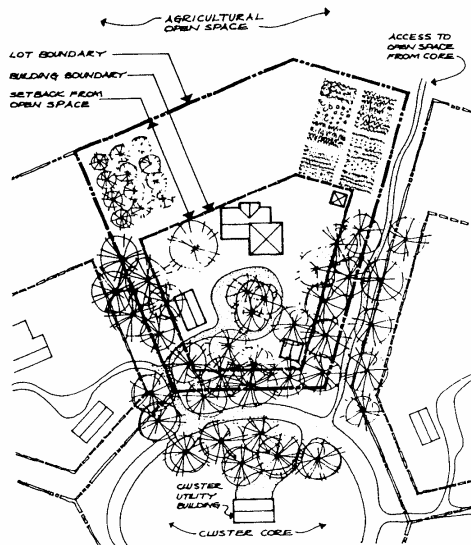 AGRICULTURAL
OPEN SPACE
ACCESS TO
OPEN SPACE
FROM CORE
LOT BOUNDARY
BUILDING BOUNDARY
SETBACK FROM
OPEN SPACE
CLUSTER
UTILITY
BUILDING
CLUSTER CORE